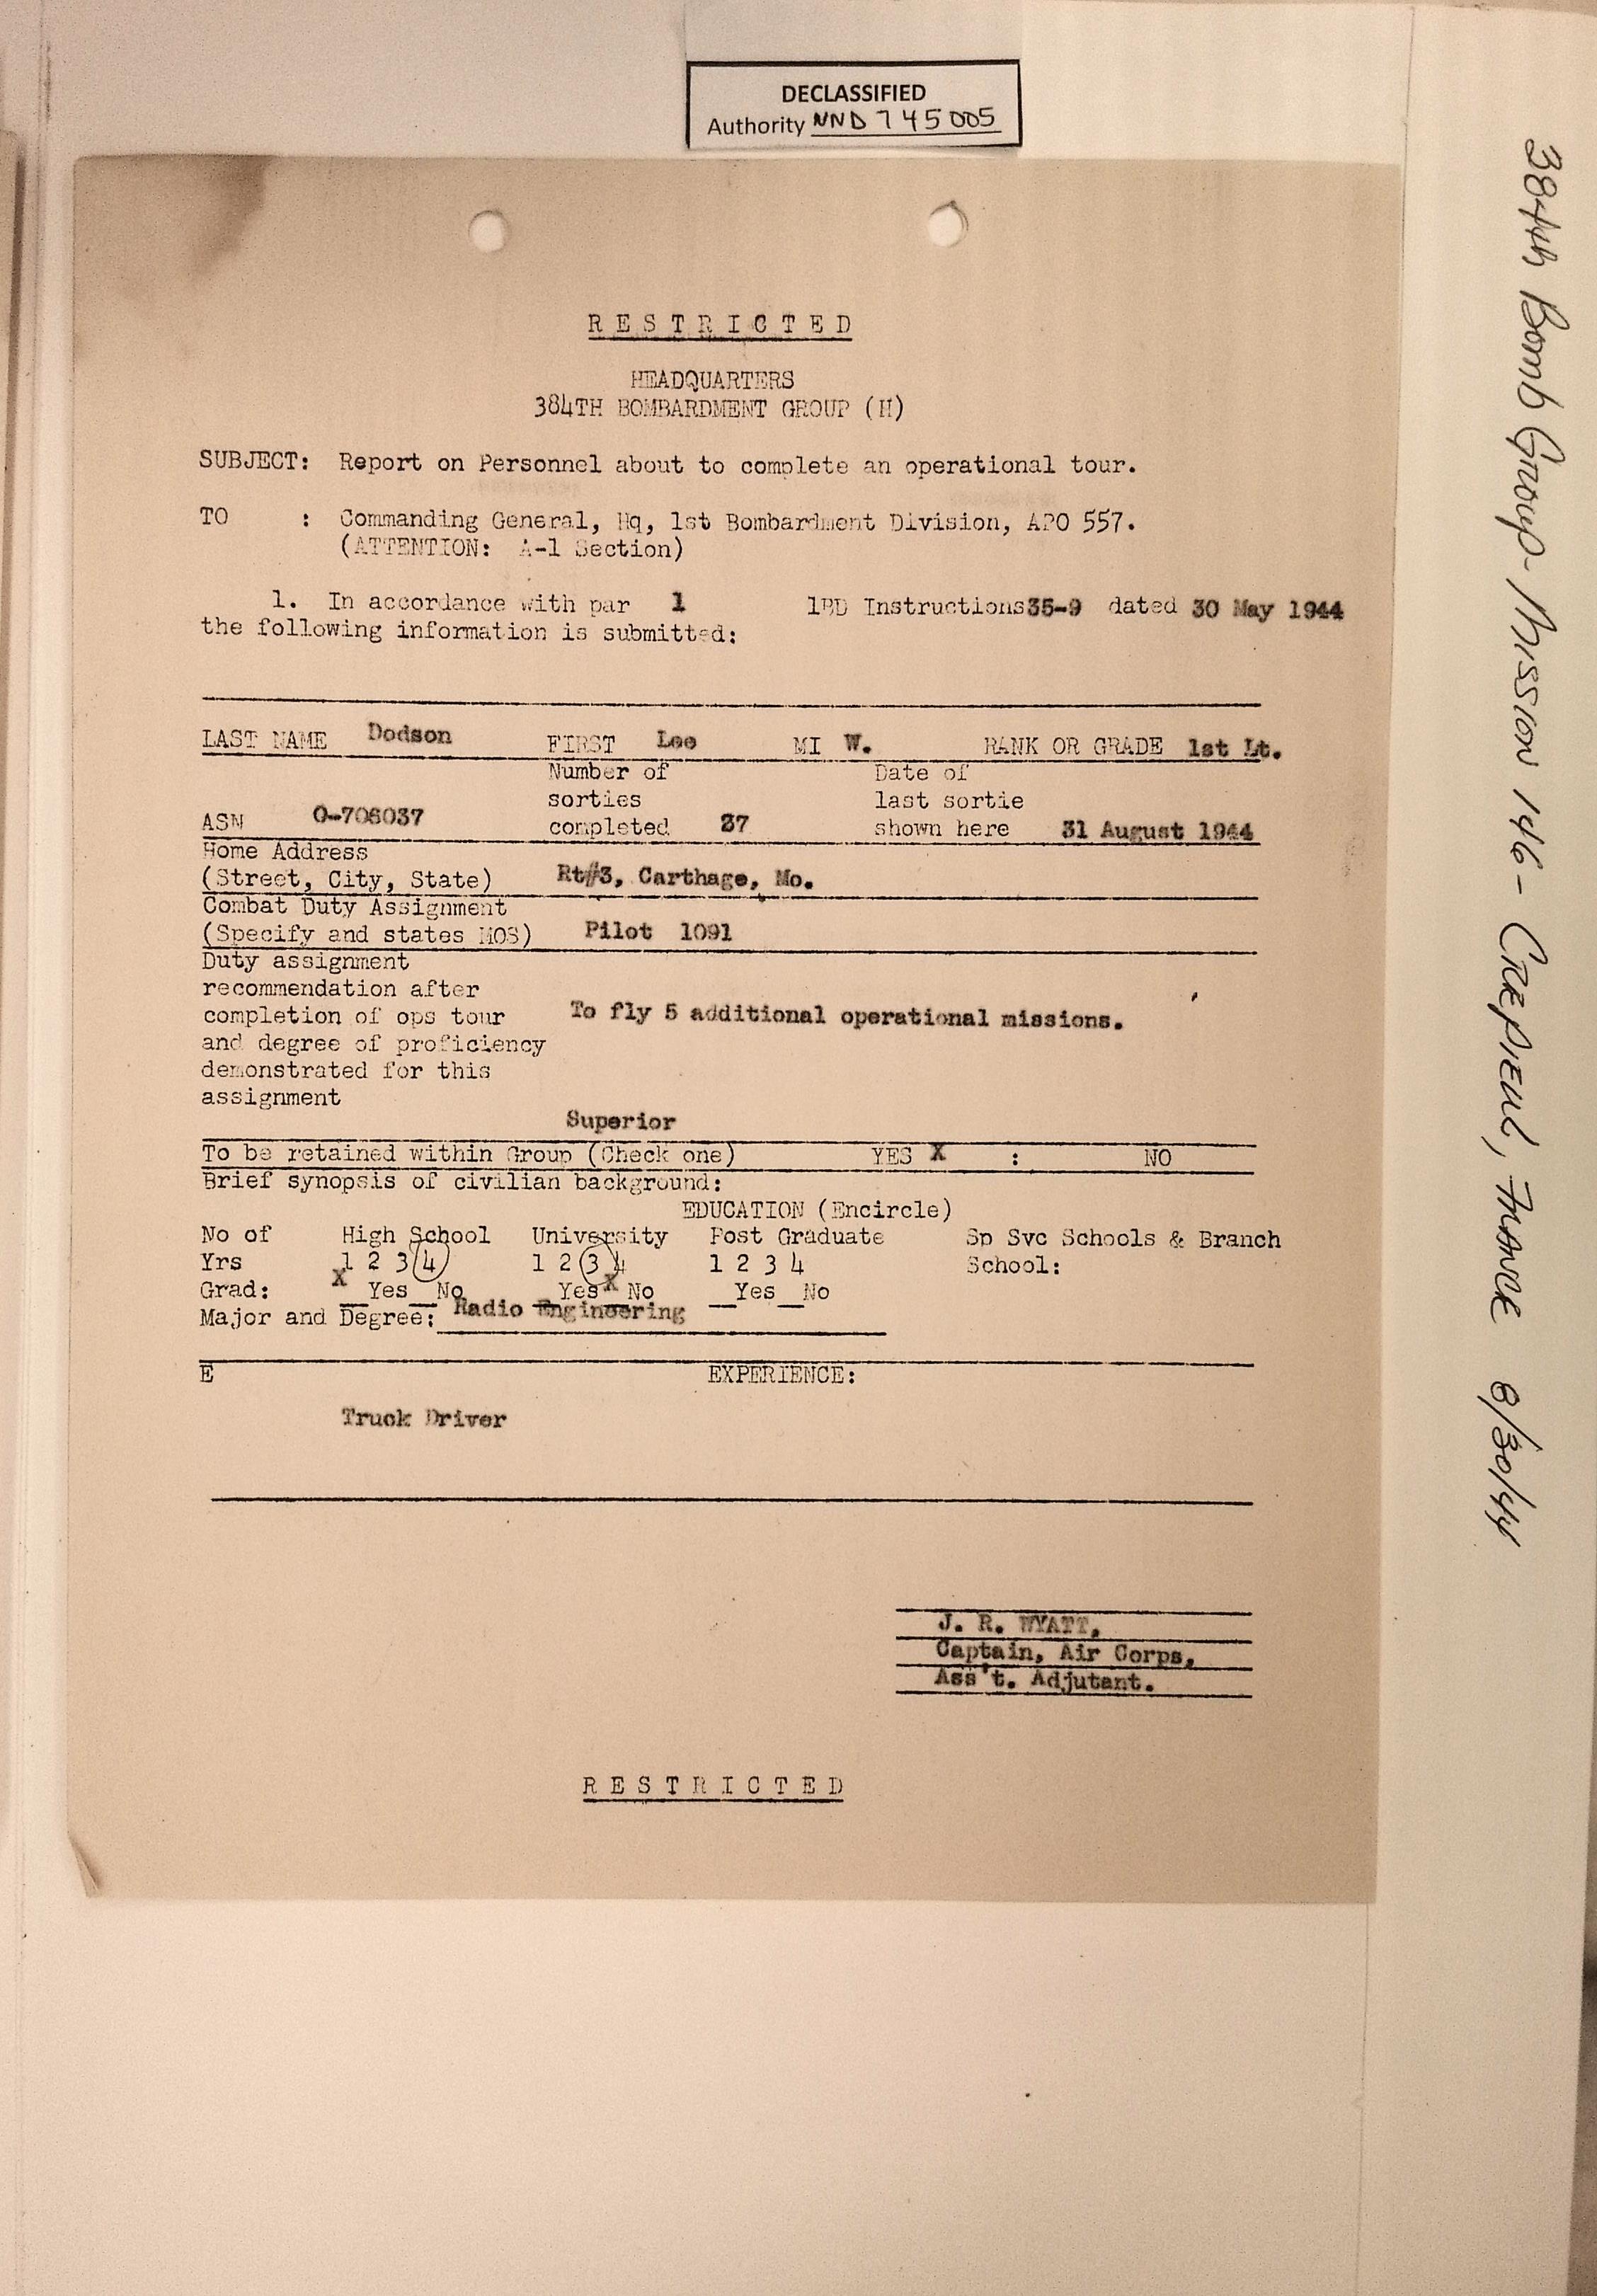 DECLASSIFIED
Authority NND 745005
RESTRICTED
HEADQUARTERS
384TH BOMBARDMENT GROUP (H)
SUBJECT: Report on Personnel about to complete an operational tour.
TO : Commanding General, Hq, 1st Bombardment Division, APO 557.
(ATTENTION: A-1 Section)
1. In accordance with par 1 1BD Instructions 35-9 dated 30 May 1944
the following information is submitted:
LAST NAME Dodson FIRST Lee MI W. RANK OR GRADE 1st Lt.
Number of Date of
sorties last sortie
ASN O-706037 completed 27 shown here 31 August 1944
Home Address
(Street, City, State) Rt#3, Carthage, Mo.
Combat Duty Assignment
(Specify and states MOS) Pilot 1091
Duty assignment
recommendation after
completion of ops tour To fly 5 additional operational missions.
and degree of proficiency
demonstrated for this
assignment
Superior
To be retained within Group (Check one) YES X : NO
Brief synopsis of civilian background:
EDUCATION (Encircle)
No of High School University Post Graduate Sp Svc Schools & Branch
Yrs 1 2 3 4 1 2 3 4 1 2 3 4 School:
Grad: X Yes __No __Yes X No __Yes __No
Major and Degree: Radio Engineering
E EXPERIENCE:
Truck Driver
J. R. WYATT,
Captain, Air Corps,
Ass't. Adjutant.
RESTRICTED
384th Bomb Group - Mission 146 - CREPIEUL, FRANCE 8/30/44